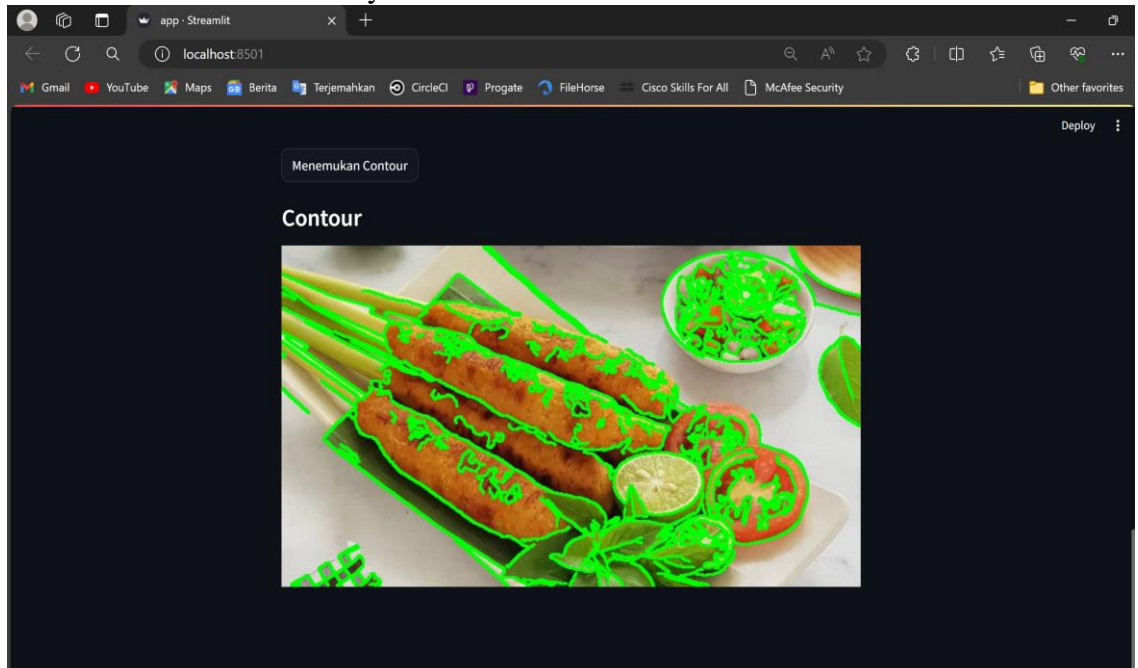 app · Streamlit
localhost:8501
Gmail YouTube Maps Berita Terjemahkan CircleCI Progate FileHorse Cisco Skills For All McAfee Security Other favorites
Deploy
Menemukan Contour
Contour